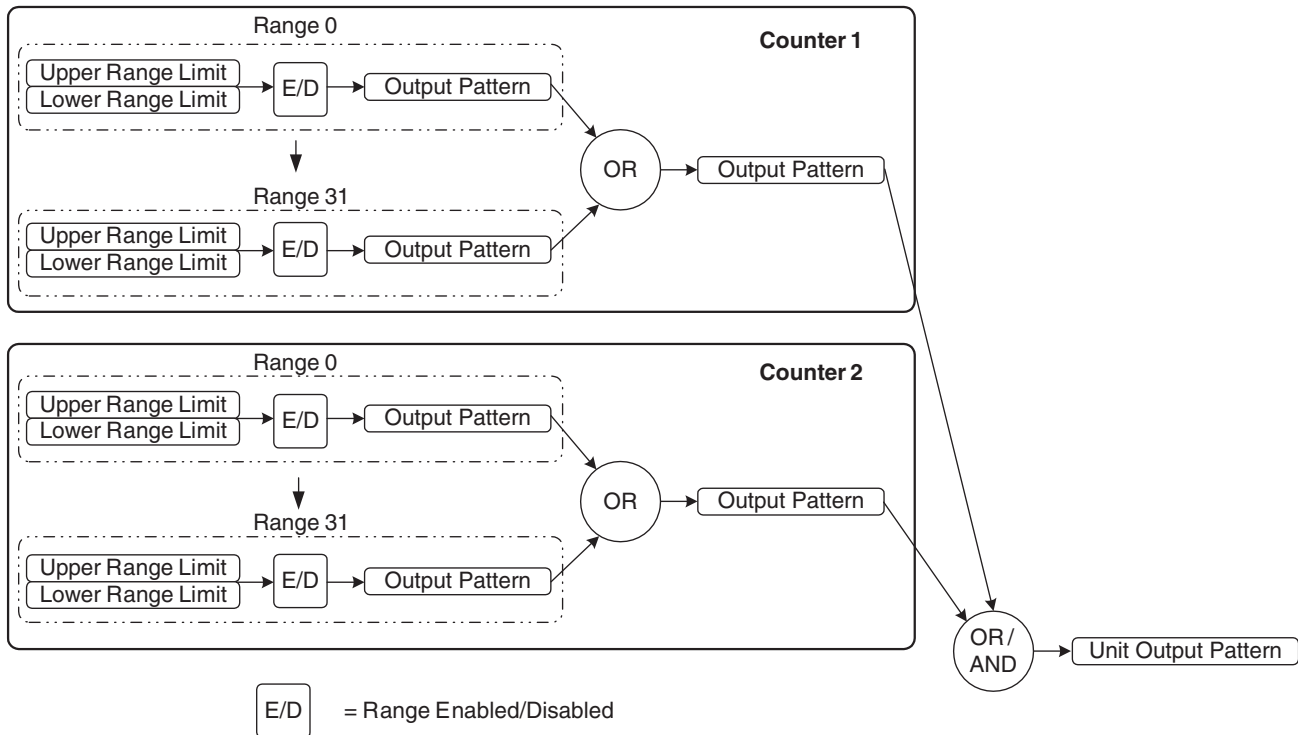 Range 0
Counter 1
Upper Range Limit
Lower Range Limit
E/D
Output Pattern
OR
Output Pattern
Range 31
Upper Range Limit
Lower Range Limit
E/D
Output Pattern
Range 0
Counter 2
Upper Range Limit
Lower Range Limit
E/D
Output Pattern
OR
Output Pattern
Range 31
Upper Range Limit
Lower Range Limit
E/D
Output Pattern
OR /
AND
Unit Output Pattern
E/D = Range Enabled/Disabled